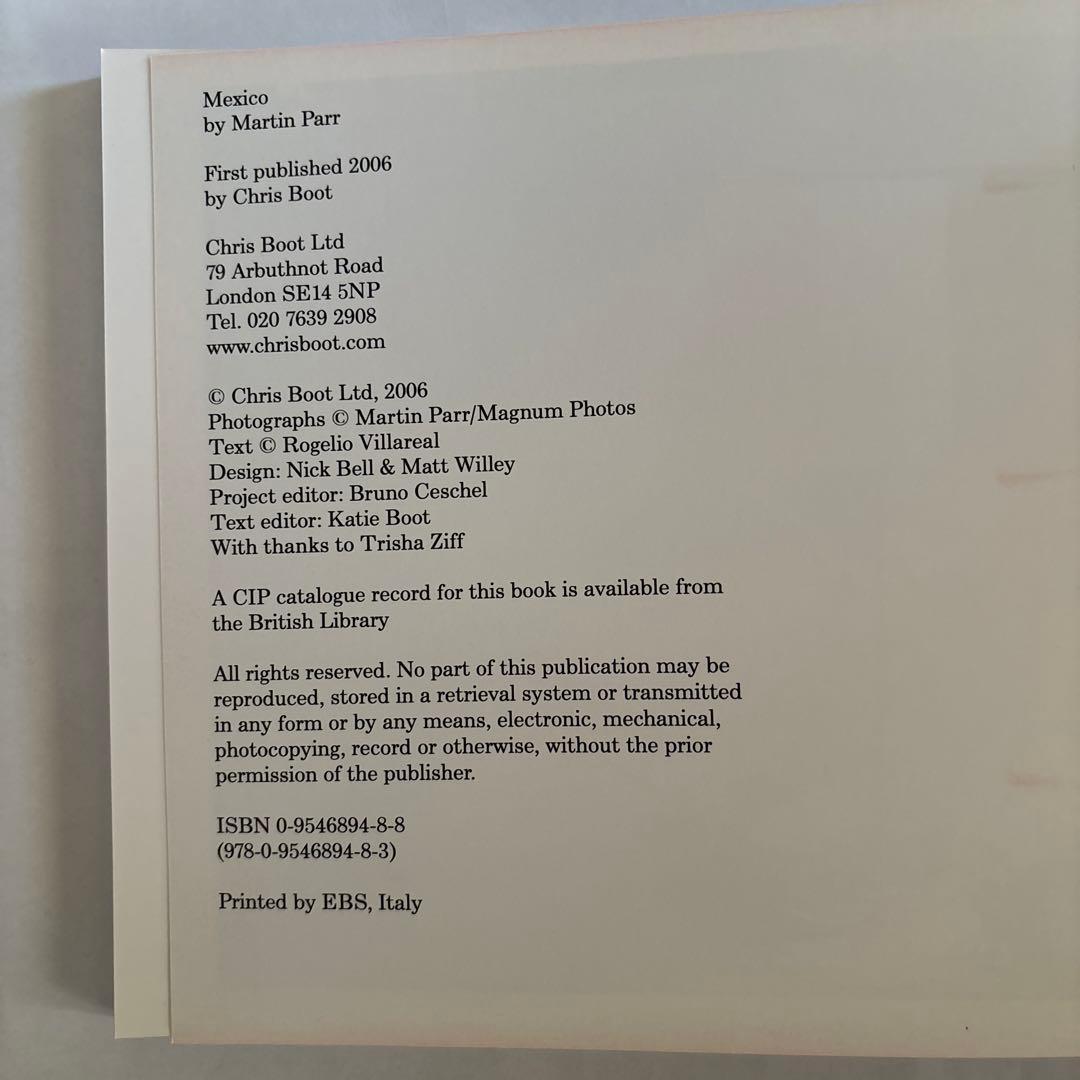 Mexico
by Martin Parr
First published 2006
by Chris Boot
Chris Boot Ltd
79 Arbuthnot Road
London SE14 5NP
Tel. 020 7639 2908
www.chrisboot.com
© Chris Boot Ltd, 2006
Photographs © Martin Parr/Magnum Photos
Text © Rogelio Villareal
Design: Nick Bell & Matt Willey
Project editor: Bruno Ceschel
Text editor: Katie Boot
With thanks to Trisha Ziff
A CIP catalogue record for this book is available from
the British Library
All rights reserved. No part of this publication may be
reproduced, stored in a retrieval system or transmitted
in any form or by any means, electronic, mechanical,
photocopying, record or otherwise, without the prior
permission of the publisher.
ISBN 0-9546894-8-8
(978-0-9546894-8-3)
Printed by EBS, Italy